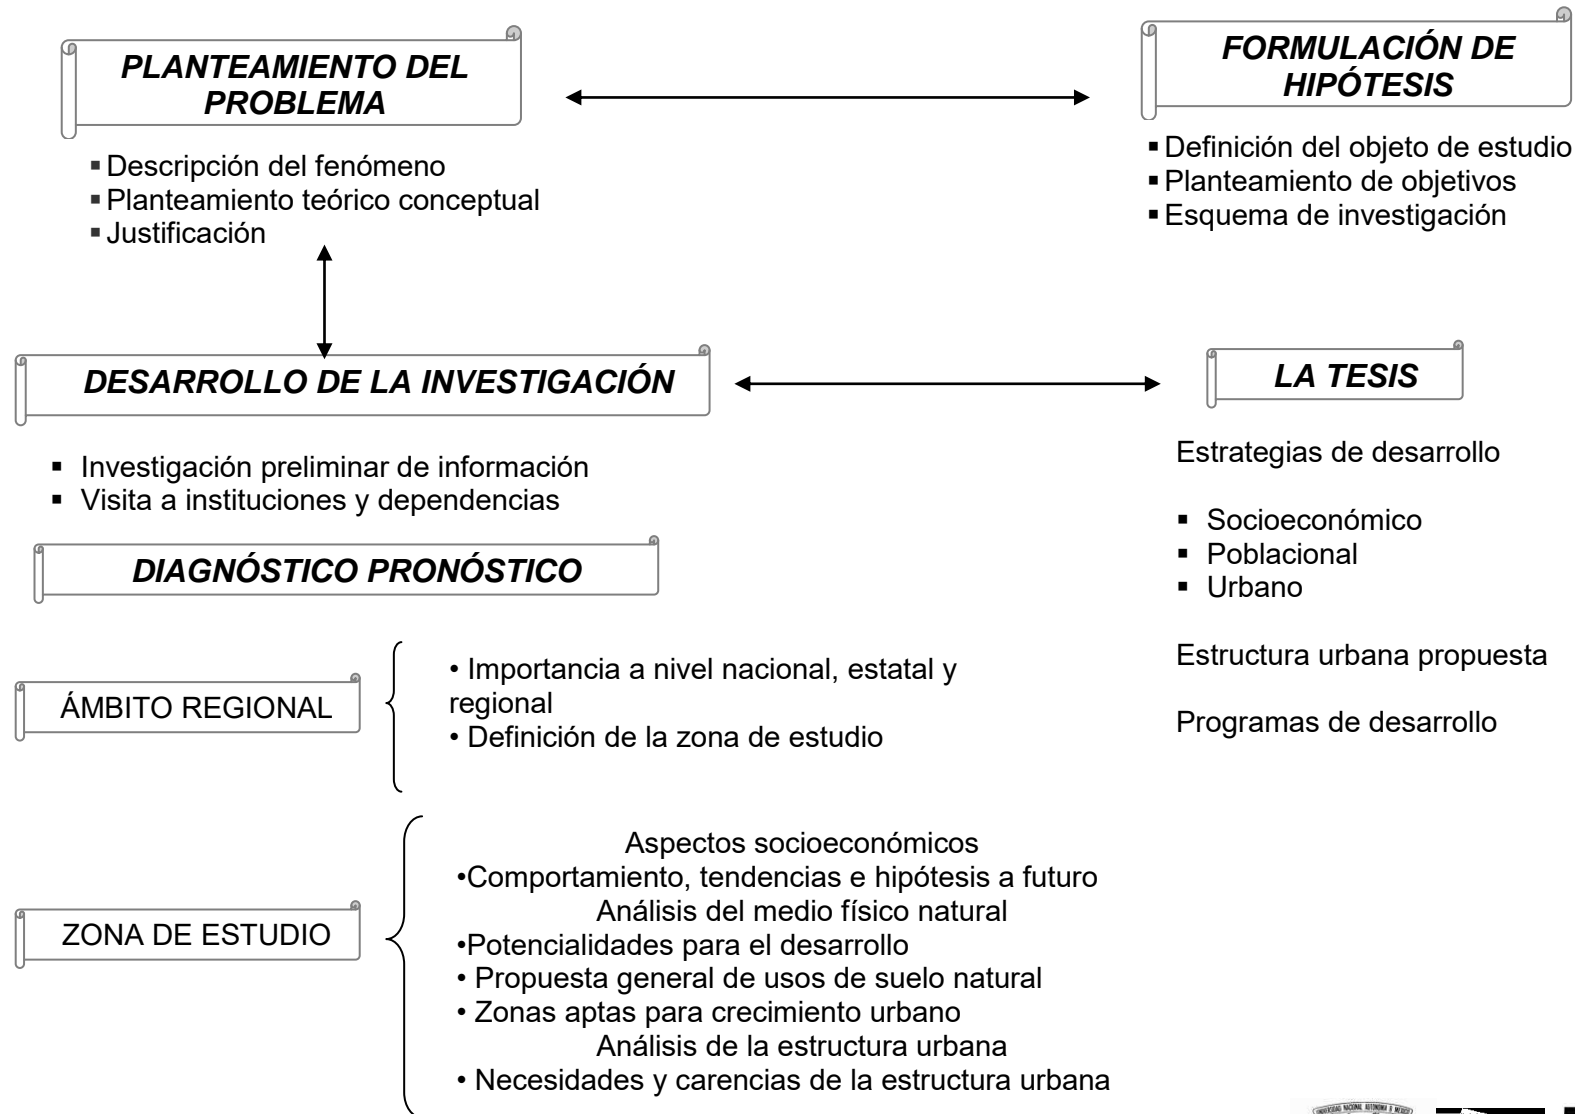 PLANTEAMIENTO DEL
PROBLEMA
▪ Descripción del fenómeno
▪ Planteamiento teórico conceptual
▪ Justificación
FORMULACIÓN DE
HIPÓTESIS
▪ Definición del objeto de estudio
▪ Planteamiento de objetivos
▪ Esquema de investigación
DESARROLLO DE LA INVESTIGACIÓN
▪ Investigación preliminar de información
▪ Visita a instituciones y dependencias
LA TESIS
Estrategias de desarrollo
▪ Socioeconómico
▪ Poblacional
▪ Urbano
Estructura urbana propuesta
Programas de desarrollo
DIAGNÓSTICO PRONÓSTICO
ÁMBITO REGIONAL
• Importancia a nivel nacional, estatal y
regional
• Definición de la zona de estudio
ZONA DE ESTUDIO
Aspectos socioeconómicos
•Comportamiento, tendencias e hipótesis a futuro
Análisis del medio físico natural
•Potencialidades para el desarrollo
• Propuesta general de usos de suelo natural
• Zonas aptas para crecimiento urbano
Análisis de la estructura urbana
• Necesidades y carencias de la estructura urbana